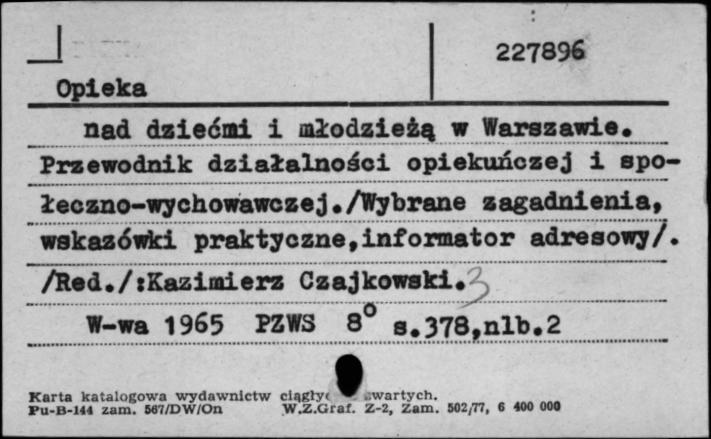 227896
Opieka
nad dziećmi i młodzieżą w Warszawie.
Przewodnik działalności opiekuńczej i spo-
łeczno-wychowawczej./Wybrane zagadnienia,
wskazówki praktyczne,informator adresowy/.
/Red./:Kazimierz Czajkowski.3
W-wa 1965 PZWS 8° s.378,nlb.2
Karta katalogowa wydawnictw
Pu-B-144 zam. 567/DW/On W.Z.Graf. Z-2, Zam. 502/77, 6 400 000